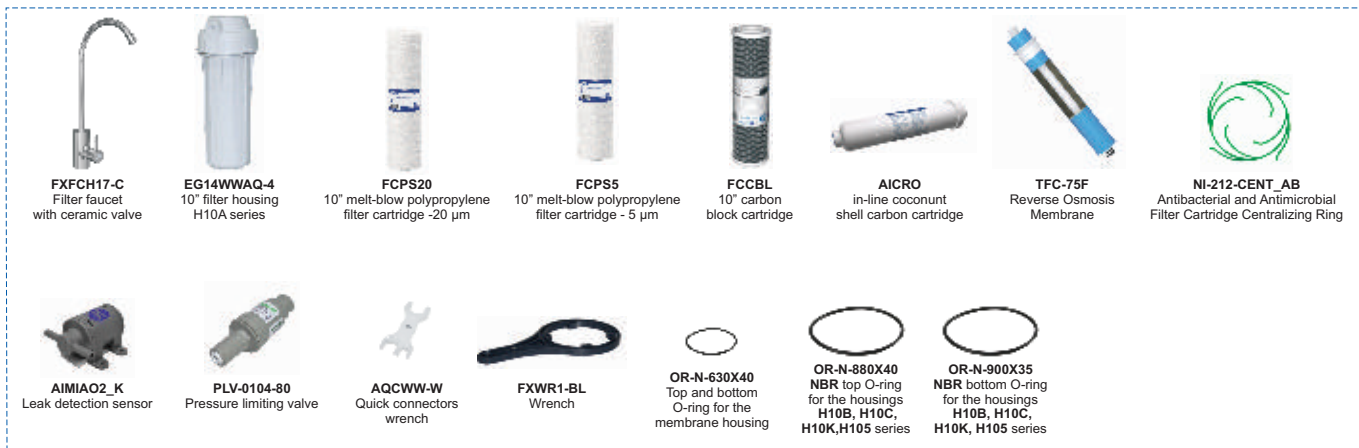 FXFCH17-C
Filter faucet
with ceramic valve
EG14WWAQ-4
10” filter housing
H10A series
FCPS20
10” melt-blow polypropylene
filter cartridge -20 µm
FCPS5
10” melt-blow polypropylene
filter cartridge - 5 µm
FCCBL
10” carbon
block cartridge
AICRO
in-line coconunt
shell carbon cartridge
TFC-75F
Reverse Osmosis
Membrane
NI-212-CENT_AB
Antibacterial and Antimicrobial
Filter Cartridge Centralizing Ring
AIMIAO2_K
Leak detection sensor
PLV-0104-80
Pressure limiting valve
AQCWW-W
Quick connectors
wrench
FXWR1-BL
Wrench
OR-N-630X40
Top and bottom
O-ring for the
membrane housing
OR-N-880X40
NBR top O-ring
for the housings
H10B, H10C,
H10K,H105 series
OR-N-900X35
NBR bottom O-ring
for the housings
H10B, H10C,
H10K, H105 series